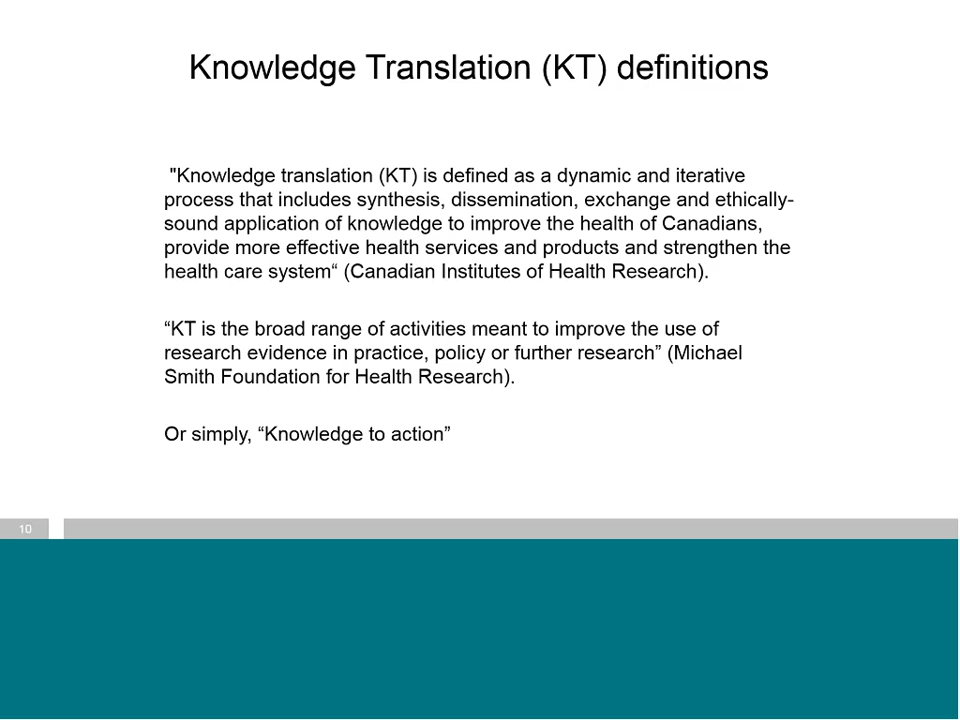 Knowledge Translation (KT) definitions
"Knowledge translation (KT) is defined as a dynamic and iterative
process that includes synthesis, dissemination, exchange and ethically-
sound application of knowledge to improve the health of Canadians,
provide more effective health services and products and strengthen the
health care system“ (Canadian Institutes of Health Research).
“KT is the broad range of activities meant to improve the use of
research evidence in practice, policy or further research” (Michael
Smith Foundation for Health Research).
Or simply, “Knowledge to action”
10